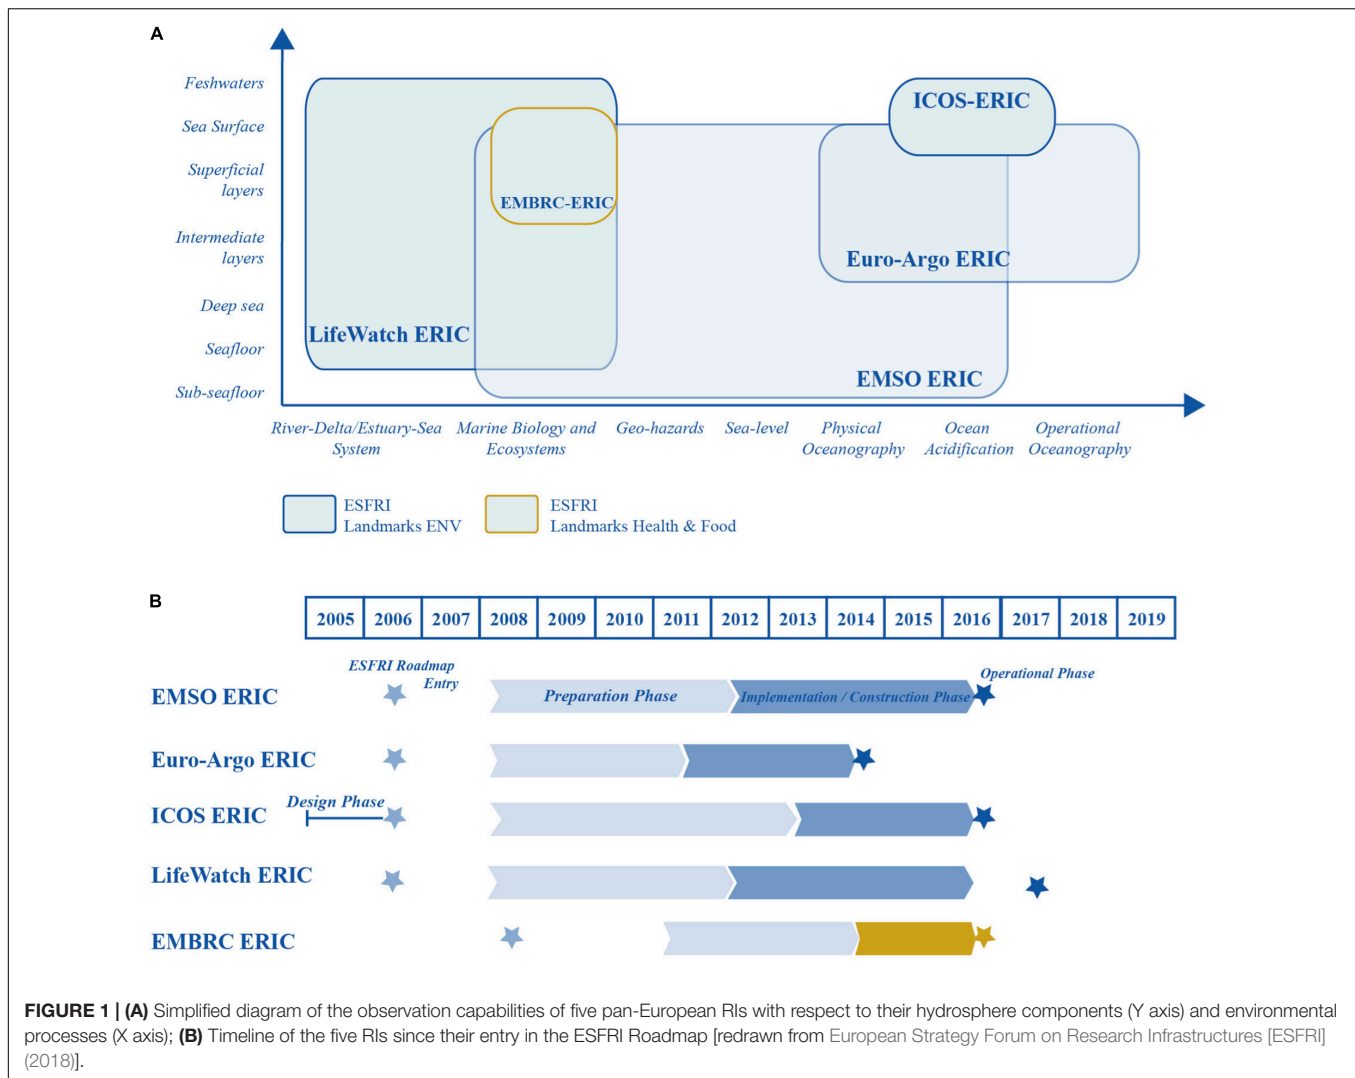 A
Feshwaters
Sea Surface
Superficial
layers
Intermediate
layers
Deep sea
Seafloor
Sub-seafloor
ICOS-ERIC
EMBRC-ERIC
Euro-Argo ERIC
LifeWatch ERIC
EMSO ERIC
River-Delta/Estuary-Sea
System
Marine Biology and
Ecosystems
Geo-hazards
Sea-level
Physical
Oceanography
Ocean
Acidification
Operational
Oceanography
ESFRI
Landmarks ENV
ESFRI
Landmarks Health & Food
B
2005 2006 2007 2008 2009 2010 2011 2012 2013 2014 2015 2016 2017 2018 2019
ESFRI Roadmap
Entry
Operational Phase
EMSO ERIC
Preparation Phase
Implementation / Construction Phase
Euro-Argo ERIC
Design Phase
ICOS ERIC
LifeWatch ERIC
EMBRC ERIC
FIGURE 1 | (A) Simplified diagram of the observation capabilities of five pan-European RIs with respect to their hydrosphere components (Y axis) and environmental
processes (X axis); (B) Timeline of the five RIs since their entry in the ESFRI Roadmap [redrawn from European Strategy Forum on Research Infrastructures [ESFRI]
(2018)].